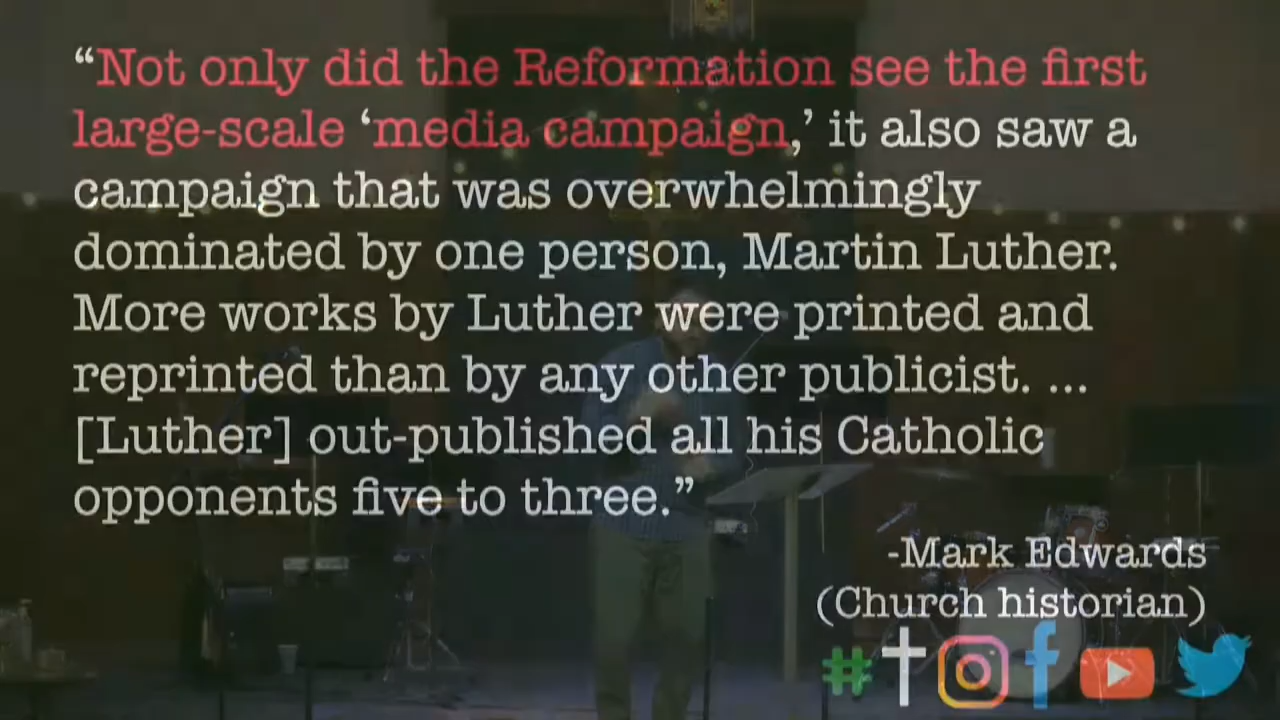 “Not only did the Reformation see the first
large-scale ‘media campaign,’ it also saw a
campaign that was overwhelmingly
dominated by one person, Martin Luther.
More works by Luther were printed and
reprinted than by any other publicist. ...
[Luther] out-published all his Catholic
opponents five to three.”
-Mark Edwards
(Church historian)
#